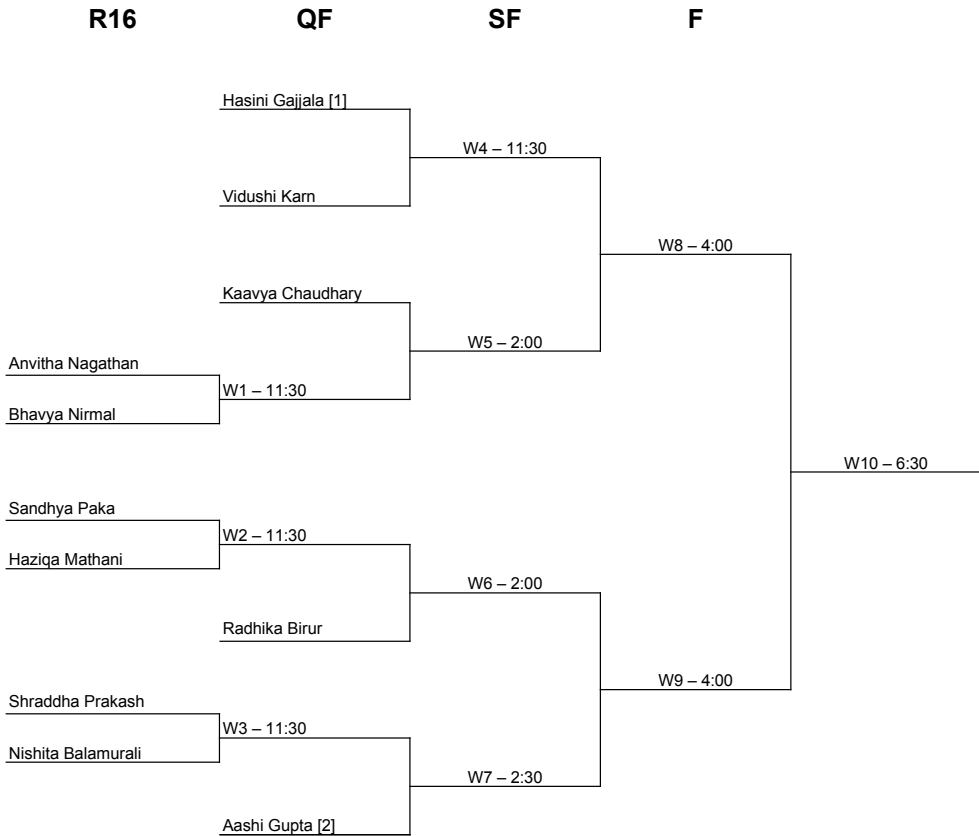 R16 QF SF F
Hasini Gajjala [1]
W4 – 11:30
Vidushi Karn
W8 – 4:00
Kaavya Chaudhary
W5 – 2:00
Anvitha Nagathan
W1 – 11:30
Bhavya Nirmal
W10 – 6:30
Sandhya Paka
W2 – 11:30
Haziqa Mathani
W6 – 2:00
Radhika Birur
W9 – 4:00
Shraddha Prakash
W3 – 11:30
Nishita Balamurali
W7 – 2:30
Aashi Gupta [2]